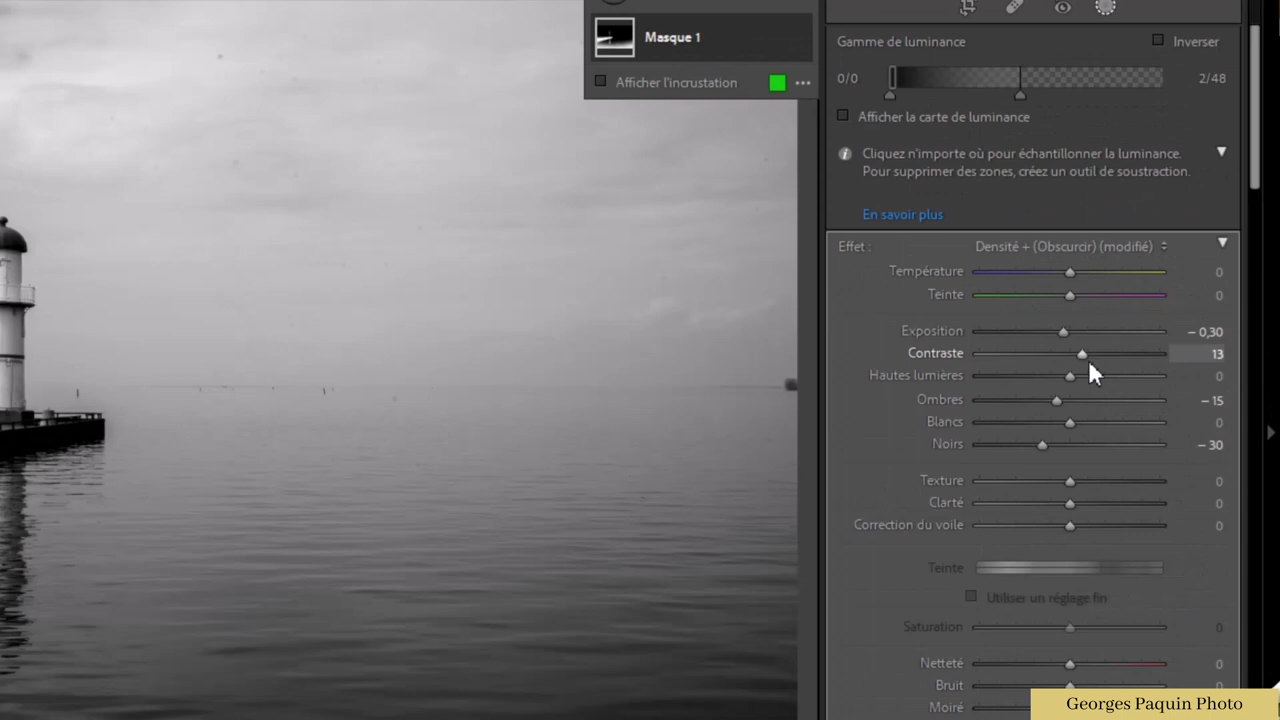 Masque 1
Afficher l'incrustation
Gamme de luminance
Inverser
0/0
2/48
Afficher la carte de luminance
Cliquez n'importe où pour échantillonner la luminance.
Pour supprimer des zones, créez un outil de soustraction.
En savoir plus
Effet : Densité + (Obscurcir) (modifié)
Température 0
Teinte 0
Exposition – 0,30
Contraste 13
Hautes lumières 0
Ombres – 15
Blancs 0
Noirs – 30
Texture 0
Clarté 0
Correction du voile 0
Teinte
Utiliser un réglage fin
Saturation 0
Netteté 0
Bruit
Moiré
Georges Paquin Photo